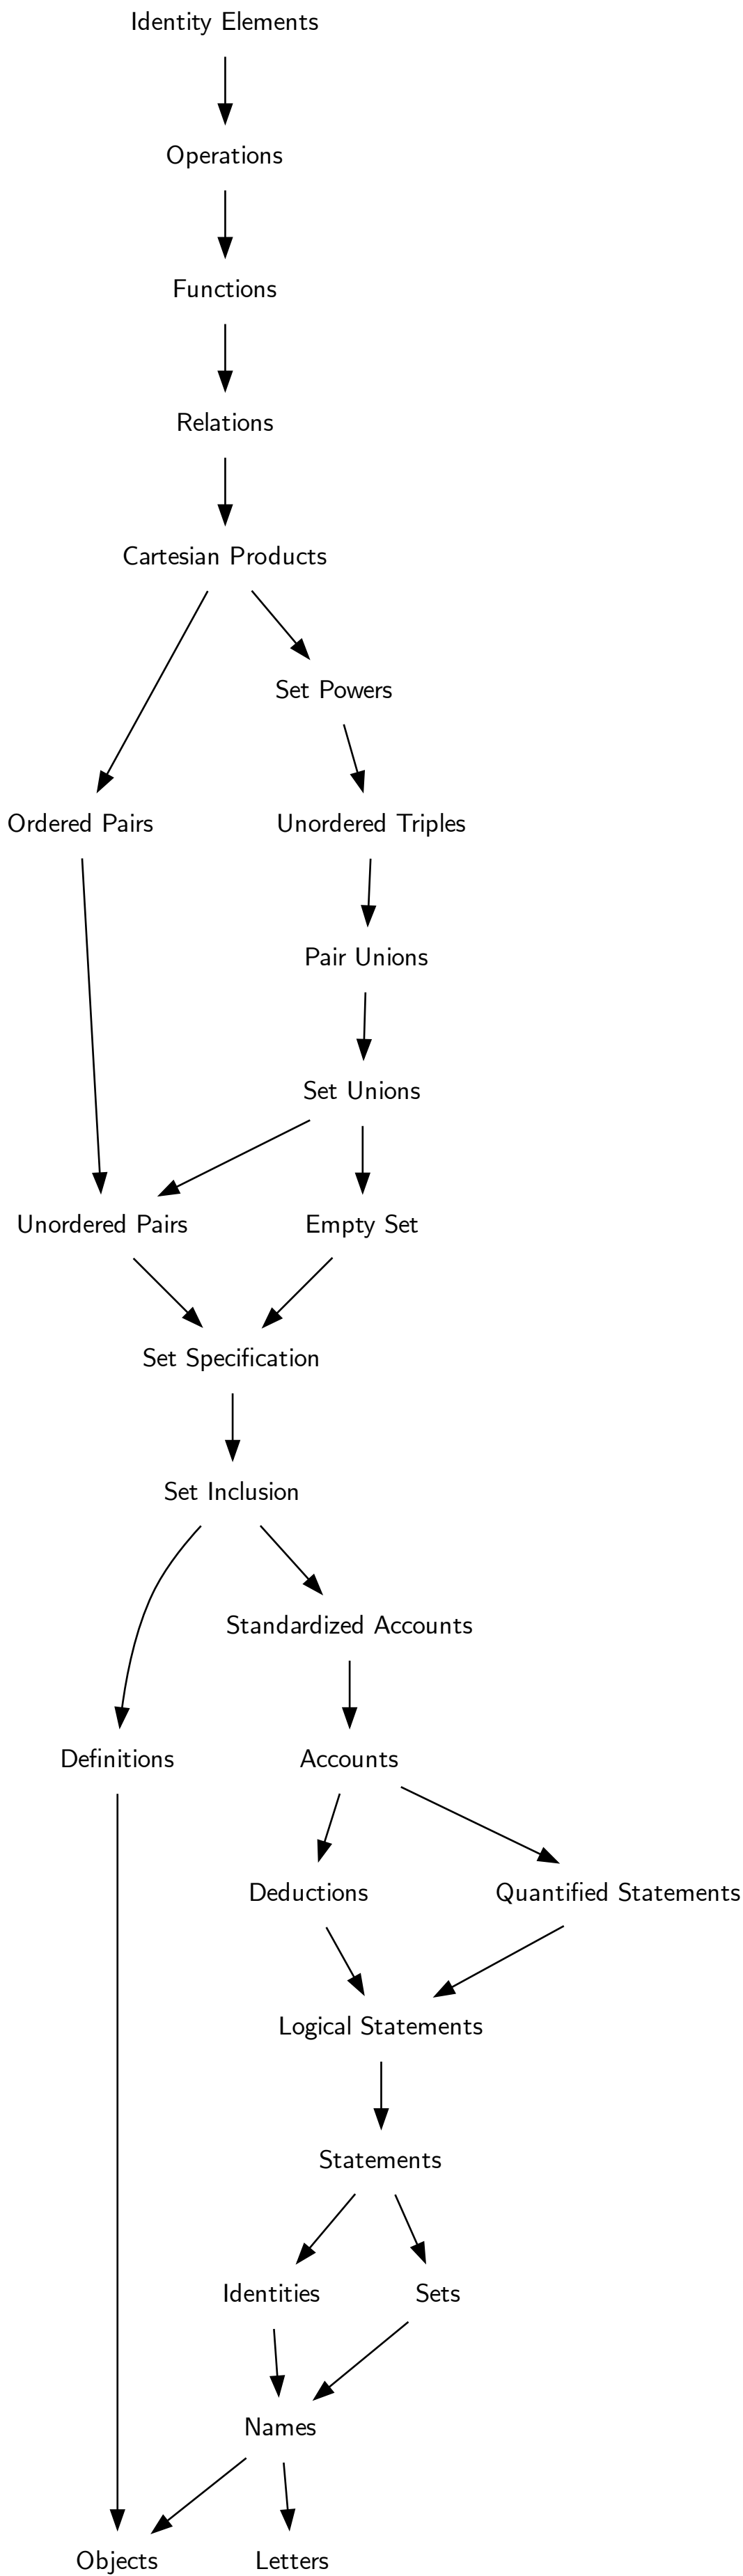 Identity Elements
Operations
Functions
Relations
Cartesian Products
Set Powers
Ordered Pairs
Unordered Triples
Pair Unions
Set Unions
Unordered Pairs
Empty Set
Set Specification
Set Inclusion
Standardized Accounts
Definitions
Accounts
Deductions
Quantified Statements
Logical Statements
Statements
Identities
Sets
Names
Objects
Letters